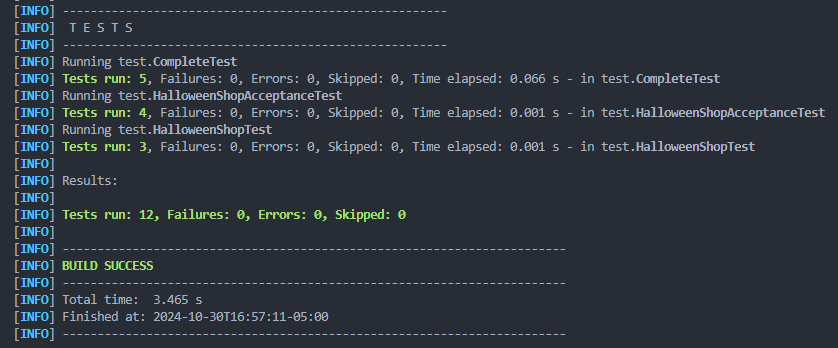 [INFO] -------------------------------------------------------
[INFO]  T E S T S
[INFO] -------------------------------------------------------
[INFO] Running test.CompleteTest
[INFO] Tests run: 5, Failures: 0, Errors: 0, Skipped: 0, Time elapsed: 0.066 s - in test.CompleteTest
[INFO] Running test.HalloweenShopAcceptanceTest
[INFO] Tests run: 4, Failures: 0, Errors: 0, Skipped: 0, Time elapsed: 0.001 s - in test.HalloweenShopAcceptanceTest
[INFO] Running test.HalloweenShopTest
[INFO] Tests run: 3, Failures: 0, Errors: 0, Skipped: 0, Time elapsed: 0.001 s - in test.HalloweenShopTest
[INFO]
[INFO] Results:
[INFO]
[INFO] Tests run: 12, Failures: 0, Errors: 0, Skipped: 0
[INFO]
[INFO] ------------------------------------------------------------------------
[INFO] BUILD SUCCESS
[INFO] ------------------------------------------------------------------------
[INFO] Total time:  3.465 s
[INFO] Finished at: 2024-10-30T16:57:11-05:00
[INFO] ------------------------------------------------------------------------